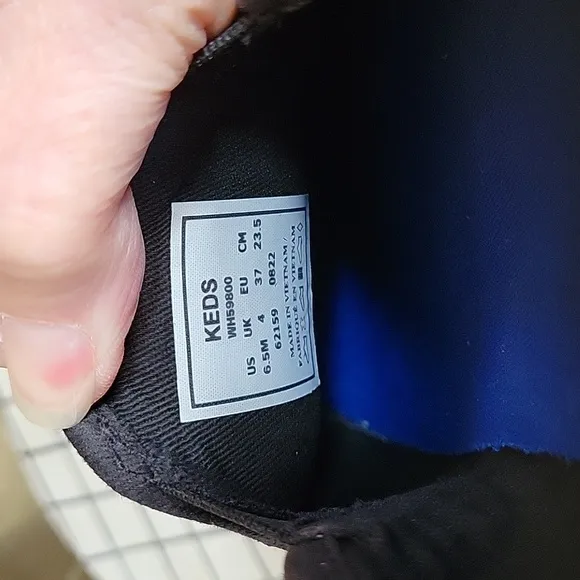 KEDS
WH59800
US UK EU CM
6.5M 4 37 23.5
62159 0822
MADE IN VIETNAM /
FABRIQUÉ EN VIETNAM